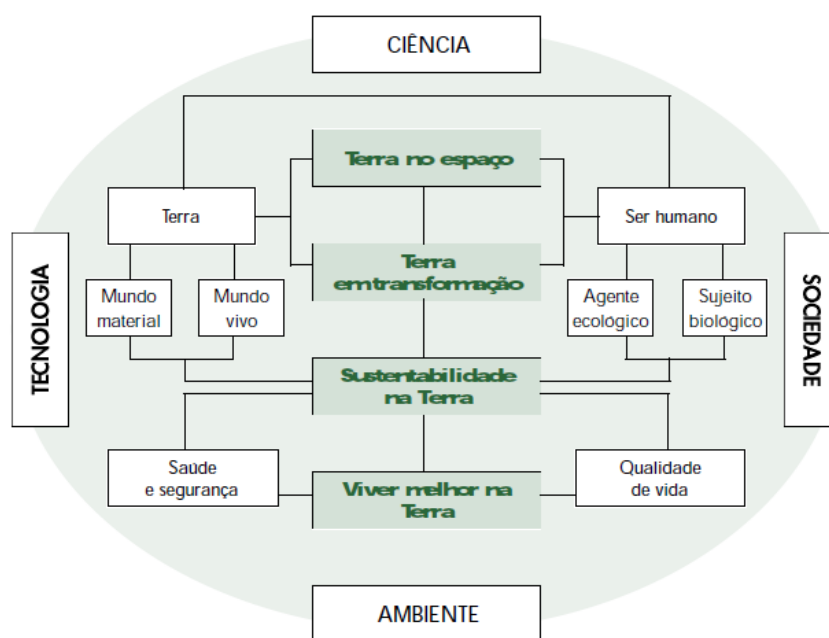 CIÊNCIA
Terra no espaço
Terra
Ser humano
Terra
em transformação
Mundo
material
Mundo
vivo
Agente
ecológico
Sujeito
biológico
TECNOLOGIA
SOCIEDADE
Sustentabilidade
na Terra
Saúde
e segurança
Viver melhor na
Terra
Qualidade
de vida
AMBIENTE